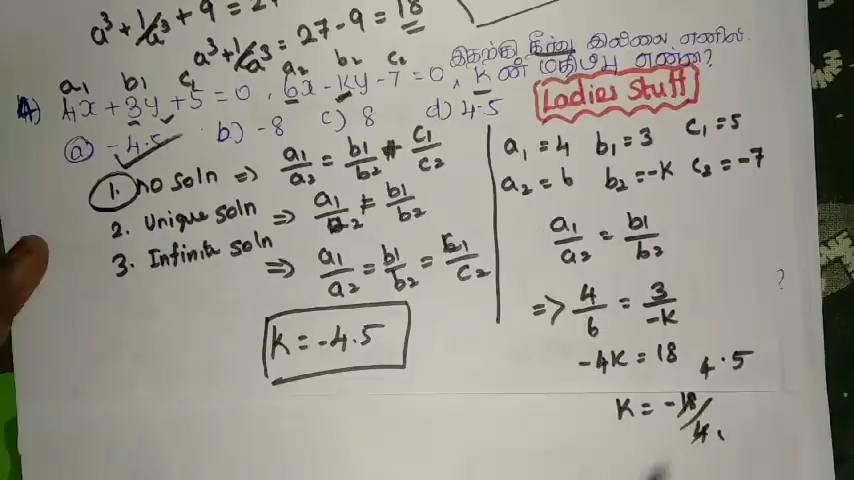 a³ + 1/a³ + 9 = 27
a³ + 1/a³ = 27 - 9 = 18
இதற்கு தீர்வு இல்லை எனில்
a₁ b₁ c₁ a₂ b₂ c₂
4x + 3y + 5 = 0, 6x - ky - 7 = 0, k ன் மதிப்பு என்ன?
a) -4.5 b) -8 c) 8 d) 4.5
Ladies Stuff
1. no soln ⇒ a₁/a₂ = b₁/b₂ ≠ c₁/c₂
2. Unique soln ⇒ a₁/a₂ ≠ b₁/b₂
3. Infinite soln
⇒ a₁/a₂ = b₁/b₂ = c₁/c₂
K = -4.5
a₁ = 4 b₁ = 3 c₁ = 5
a₂ = 6 b₂ = -K c₂ = -7
a₁/a₂ = b₁/b₂
⇒ 4/6 = 3/-K
-4K = 18 4.5
K = -18/4